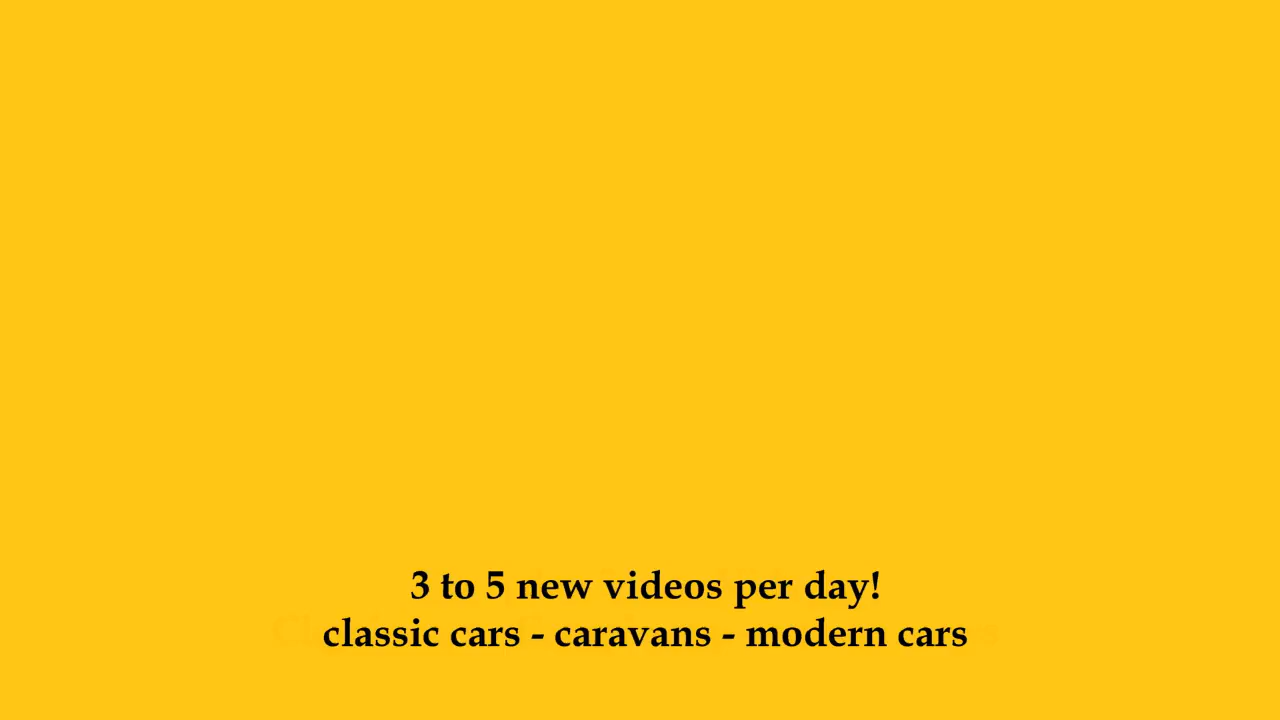 3 to 5 new videos per day!
classic cars - caravans - modern cars